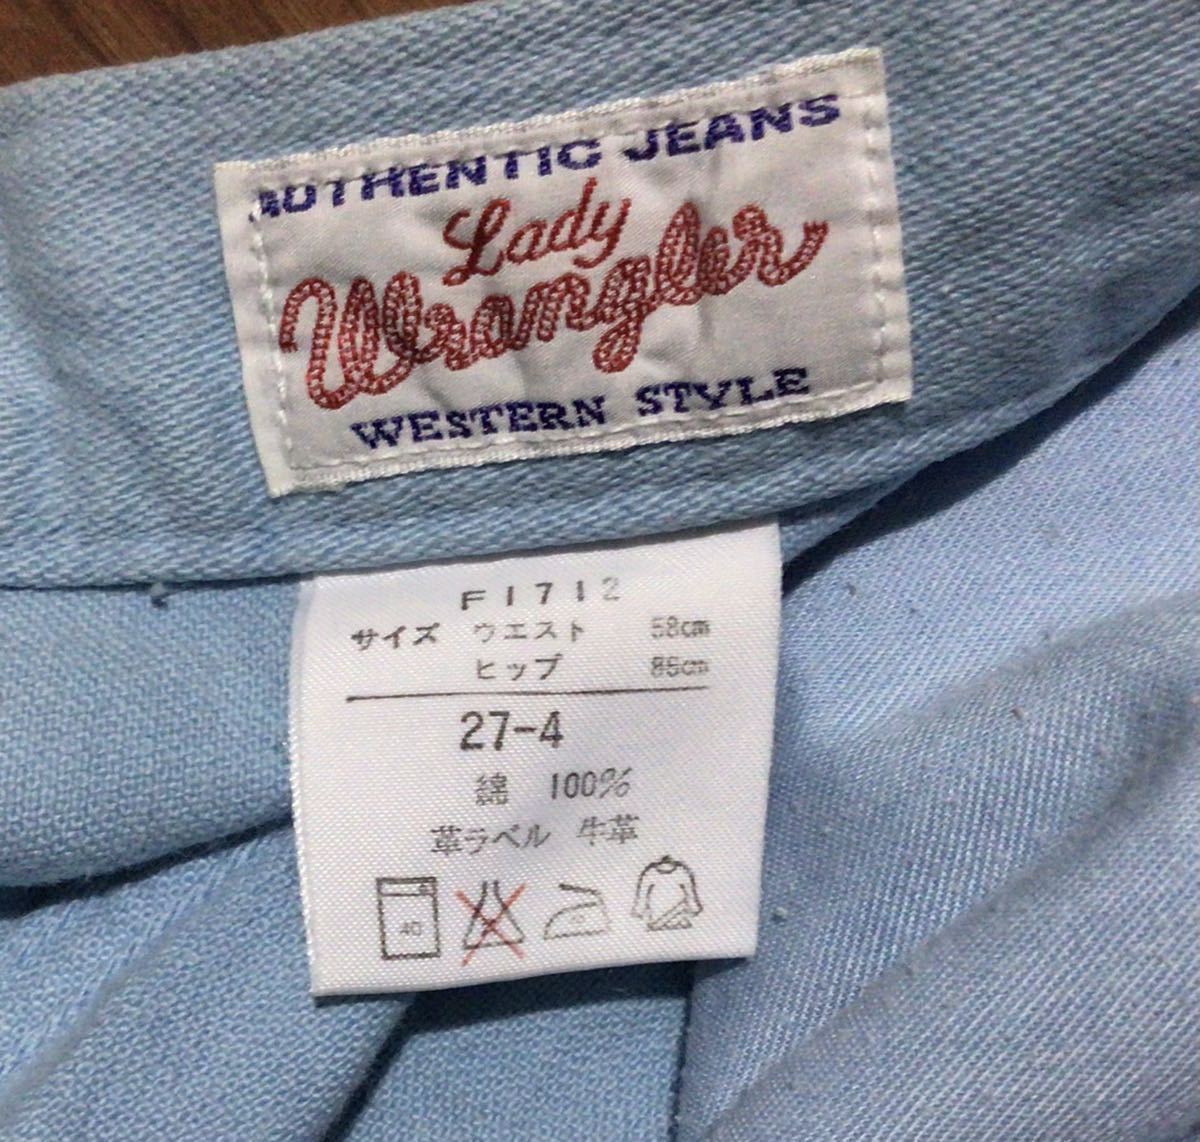 AUTHENTIC JEANS
Lady
Wrangler
WESTERN STYLE
F1712
サイズ ウエスト 58cm
ヒップ 85cm
27-4
綿 100%
革ラベル 牛革
40